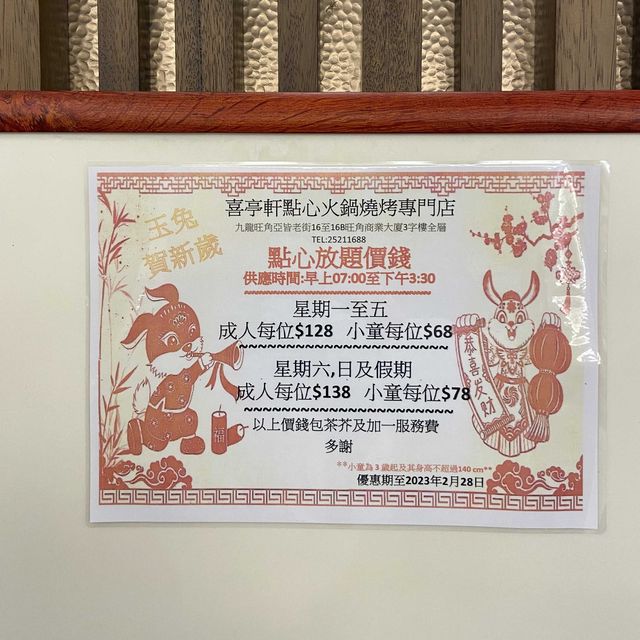 玉兔
賀新歲
喜亭軒點心火鍋燒烤專門店
九龍旺角亞皆老街16至16B旺角商業大廈3字樓全層
TEL:25211688
點心放題價錢
供應時間:早上07:00至下午3:30
星期一至五
成人每位$128 小童每位$68
星期六,日及假期
成人每位$138 小童每位$78
以上價錢包茶芥及加一服務費
多謝
**小童為 3 歲起及其身高不超過140 cm**
優惠期至2023年2月28日
恭喜发财
福